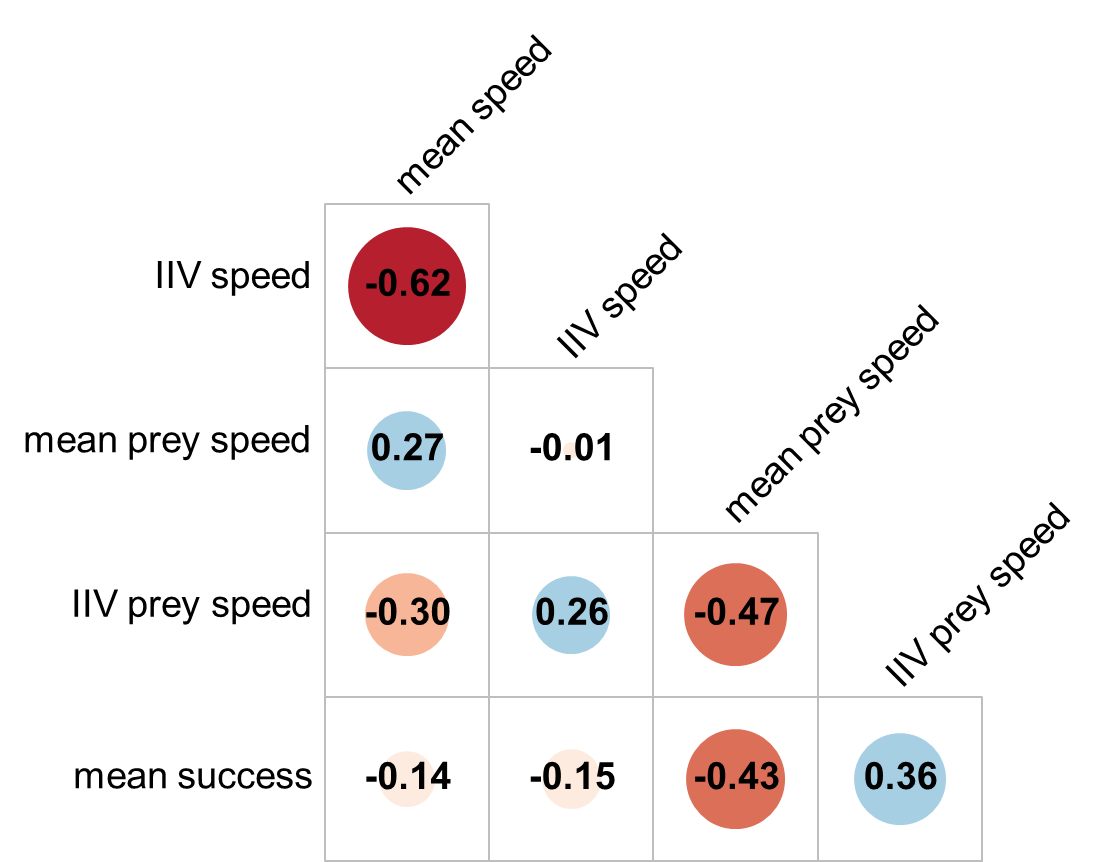 mean speed
IIV speed
-0.62
IIV speed
mean prey speed
0.27
-0.01
mean prey speed
IIV prey speed
-0.30
0.26
-0.47
IIV prey speed
mean success
-0.14
-0.15
-0.43
0.36